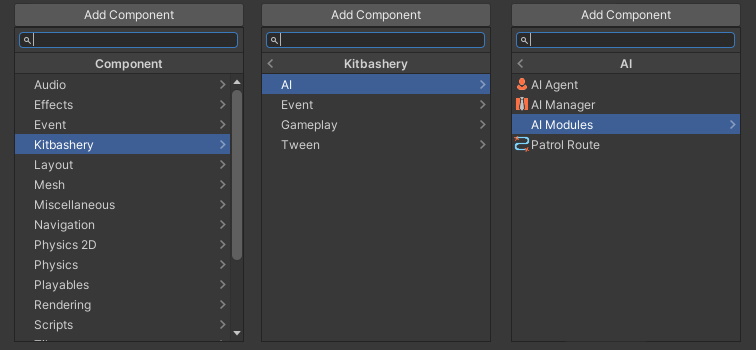 Add Component
Component
Audio
Effects
Event
Kitbashery
Layout
Mesh
Miscellaneous
Navigation
Physics 2D
Physics
Playables
Rendering
Scripts
Add Component
Kitbashery
AI
Event
Gameplay
Tween
Add Component
AI
AI Agent
AI Manager
AI Modules
Patrol Route